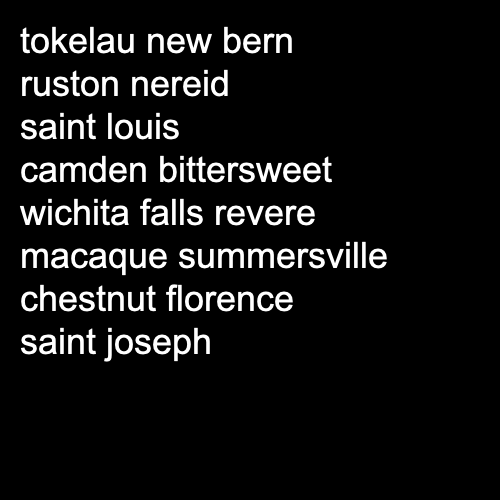 tokelau new bern
ruston nereid
saint louis
camden bittersweet
wichita falls revere
macaque summersville
chestnut florence
saint joseph